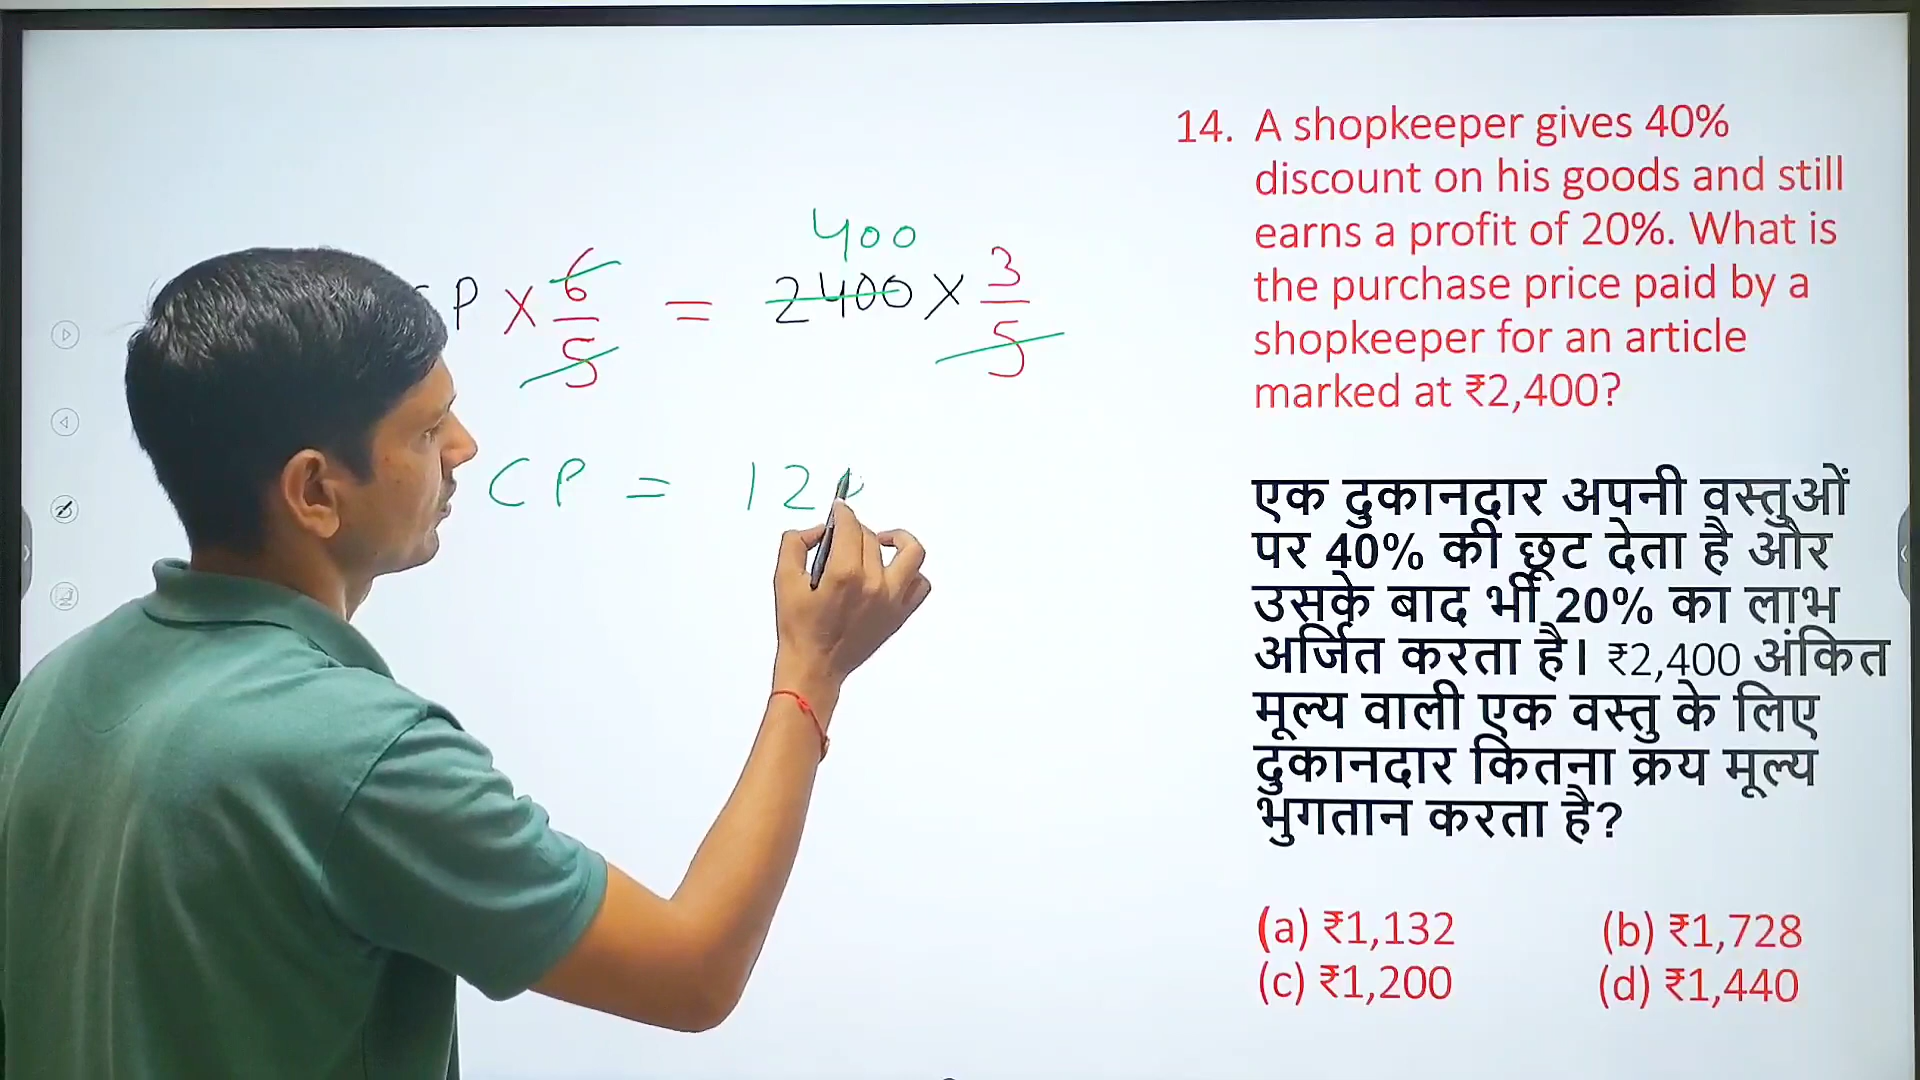 400
P × 6/5 = 2400 × 3/5
CP = 12
14. A shopkeeper gives 40%
discount on his goods and still
earns a profit of 20%. What is
the purchase price paid by a
shopkeeper for an article
marked at ₹2,400?
एक दुकानदार अपनी वस्तुओं
पर 40% की छूट देता है और
उसके बाद भी 20% का लाभ
अर्जित करता है। ₹2,400 अंकित
मूल्य वाली एक वस्तु के लिए
दुकानदार कितना क्रय मूल्य
भुगतान करता है?
(a) ₹1,132 (b) ₹1,728
(c) ₹1,200 (d) ₹1,440